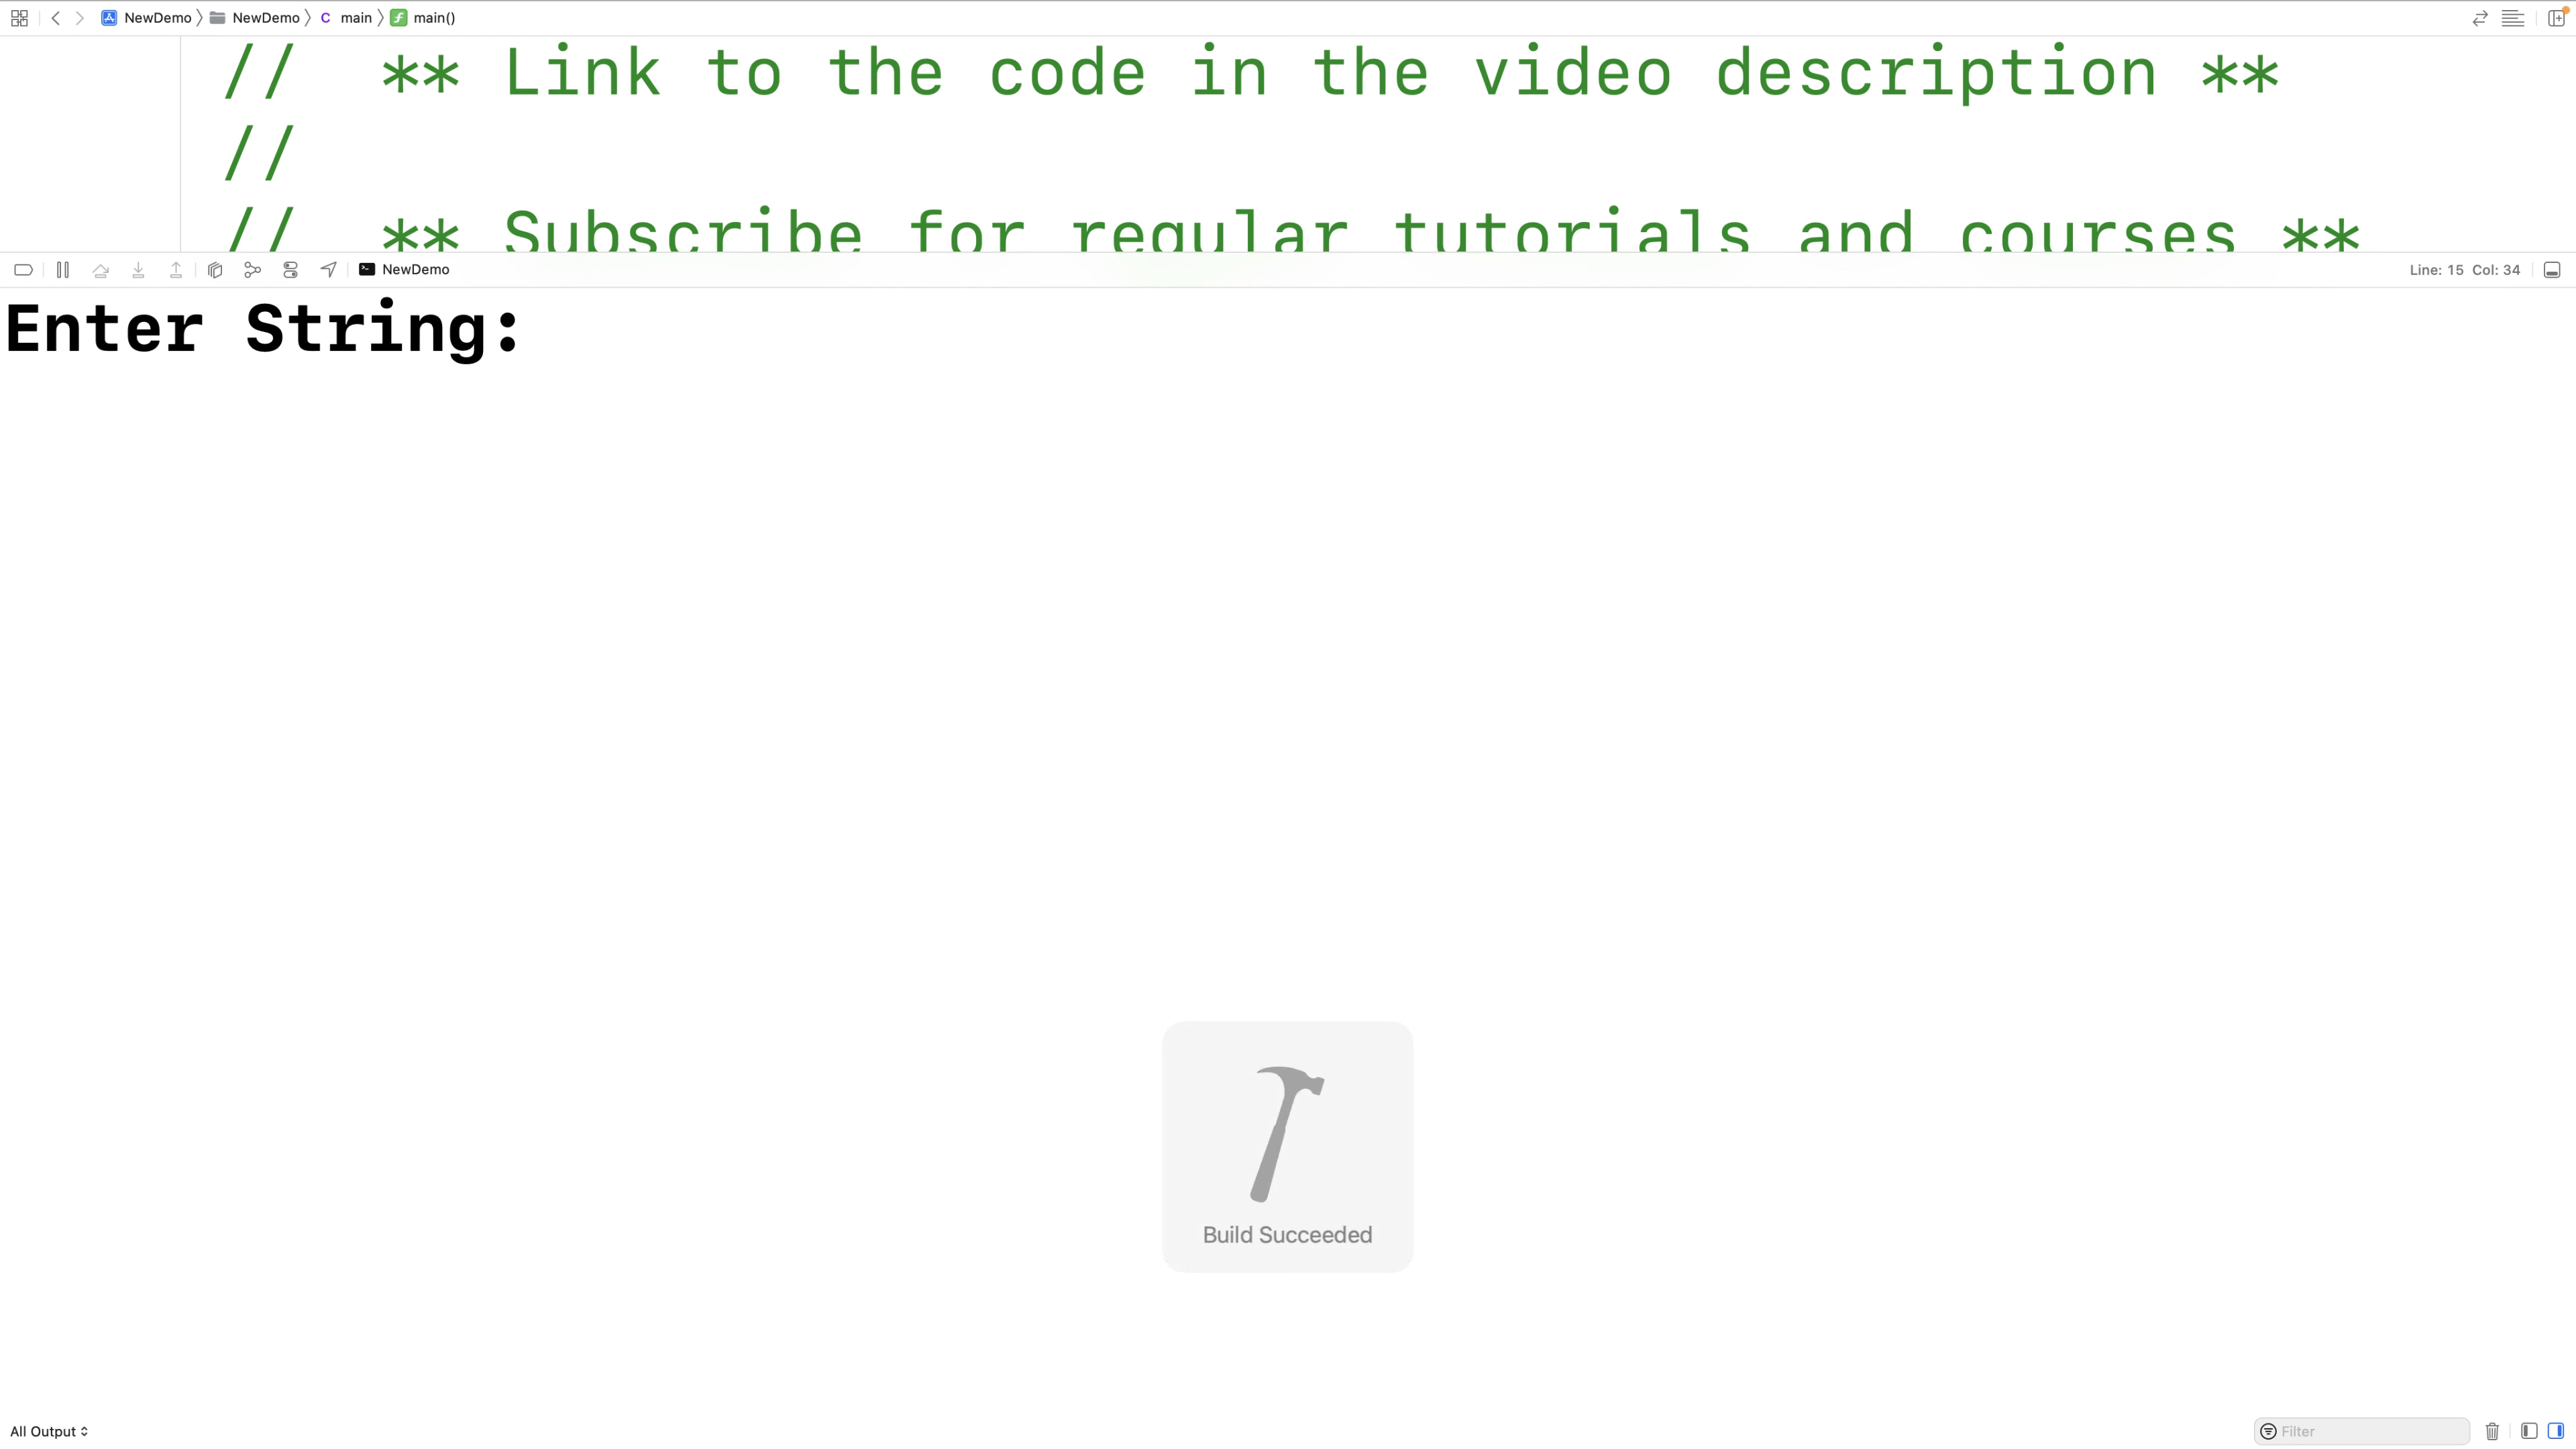 NewDemo NewDemo C main f main()
// ** Link to the code in the video description **
//
// ** Subscribe for regular tutorials and courses **
NewDemo Line: 15 Col: 34
Enter String:
Build Succeeded
All Output Filter